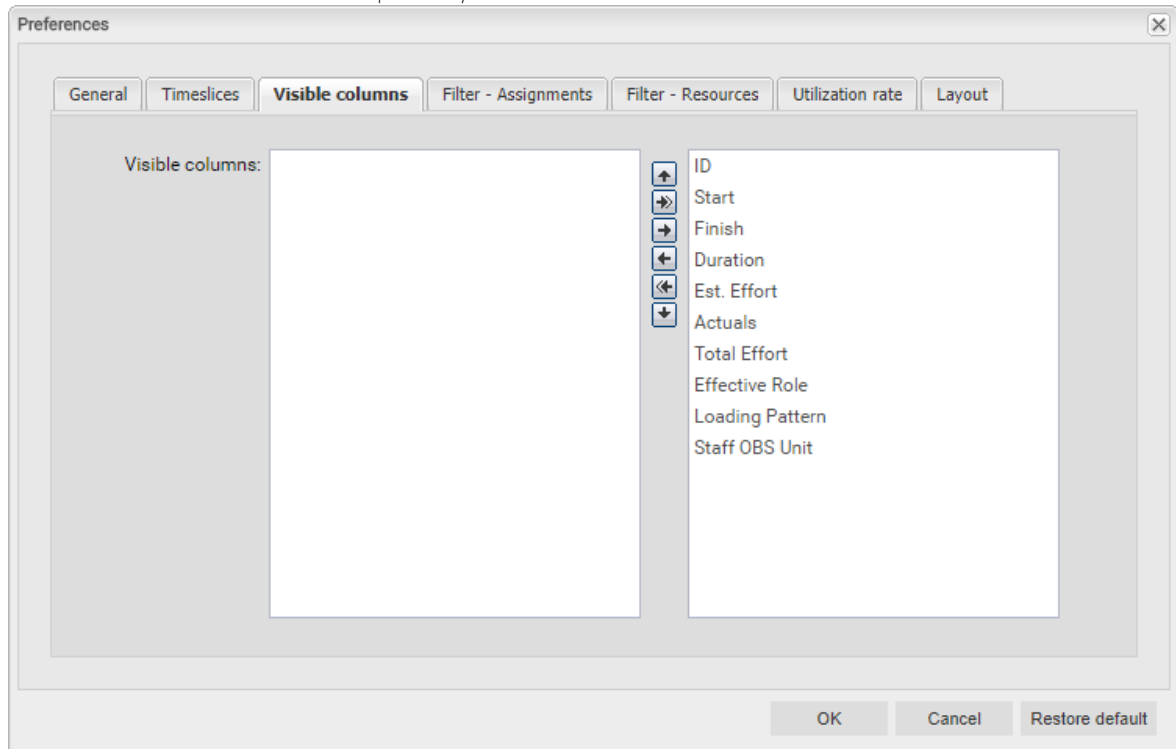 Preferences
General Timeslices Visible columns Filter - Assignments Filter - Resources Utilization rate Layout
Visible columns:
ID
Start
Finish
Duration
Est. Effort
Actuals
Total Effort
Effective Role
Loading Pattern
Staff OBS Unit
OK Cancel Restore default